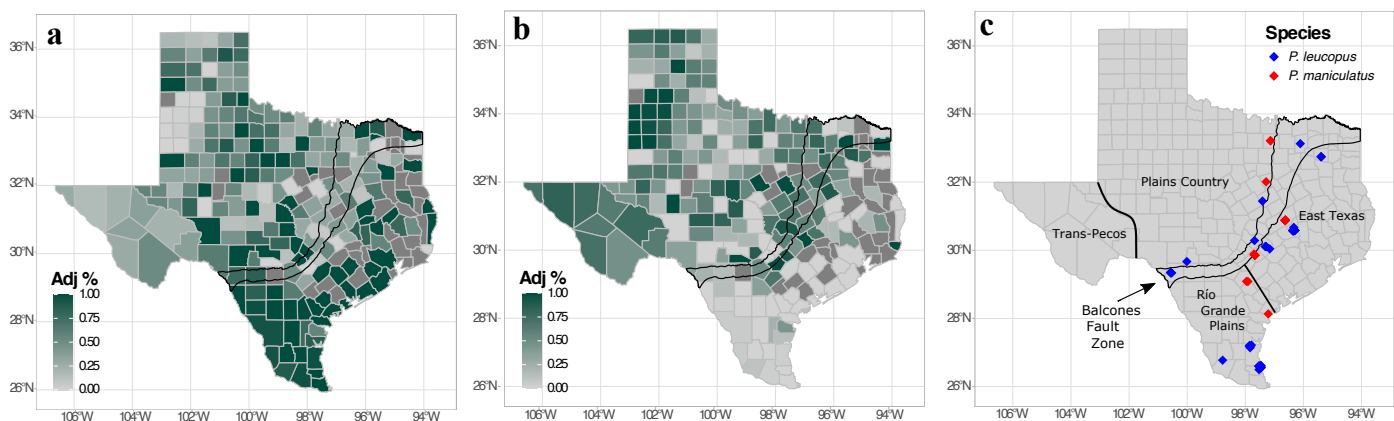 a
36°N
34°N
32°N
30°N
28°N
26°N
Adj %
1.00
0.75
0.50
0.25
0.00
106°W
104°W
102°W
100°W
98°W
96°W
94°W
b
36°N
34°N
32°N
30°N
28°N
26°N
Adj %
1.00
0.75
0.50
0.25
0.00
106°W
104°W
102°W
100°W
98°W
96°W
94°W
c
Species
P. leucopus
P. maniculatus
36°N
34°N
32°N
30°N
28°N
26°N
Plains Country
East Texas
Trans-Pecos
Río
Grande
Plains
Balcones
Fault
Zone
106°W
104°W
102°W
100°W
98°W
96°W
94°W